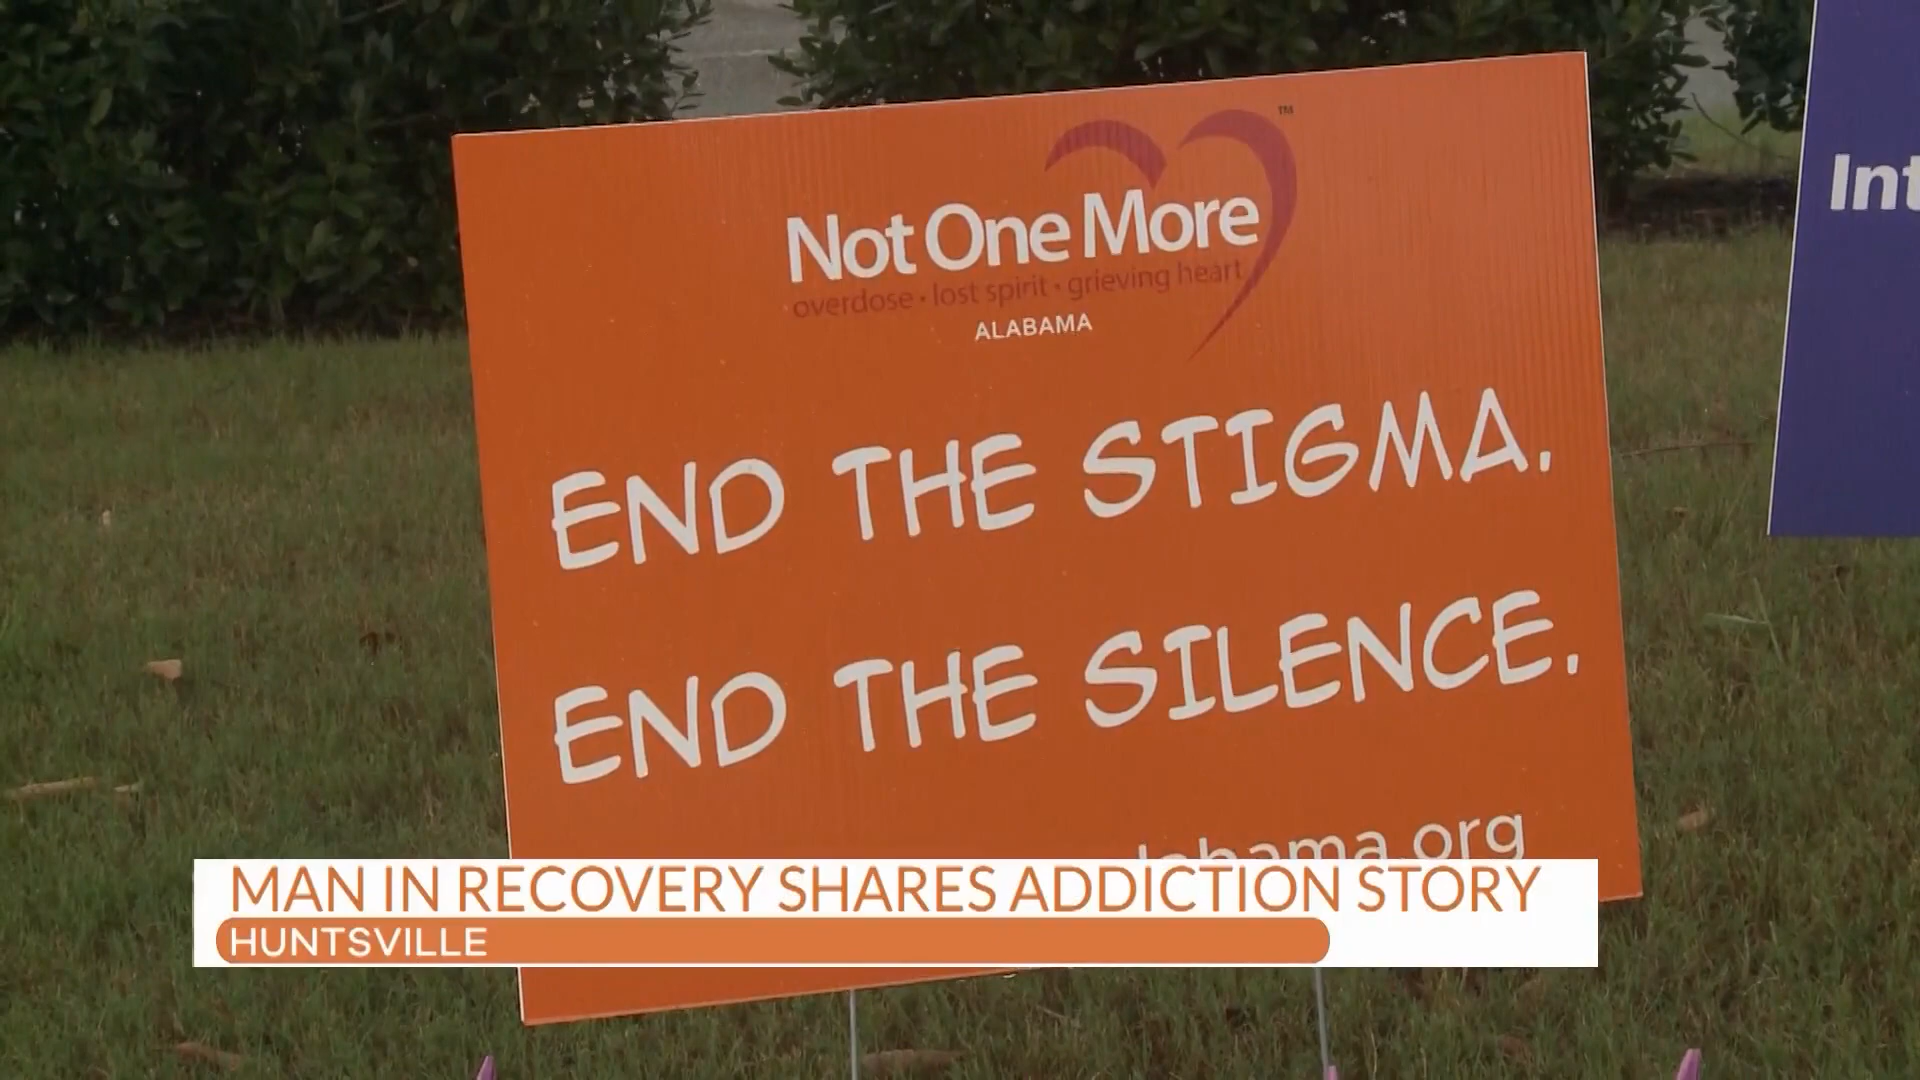 Not One More
™
overdose • lost spirit • grieving heart
ALABAMA
END THE STIGMA.
END THE SILENCE.
MAN IN RECOVERY SHARES ADDICTION STORY
HUNTSVILLE